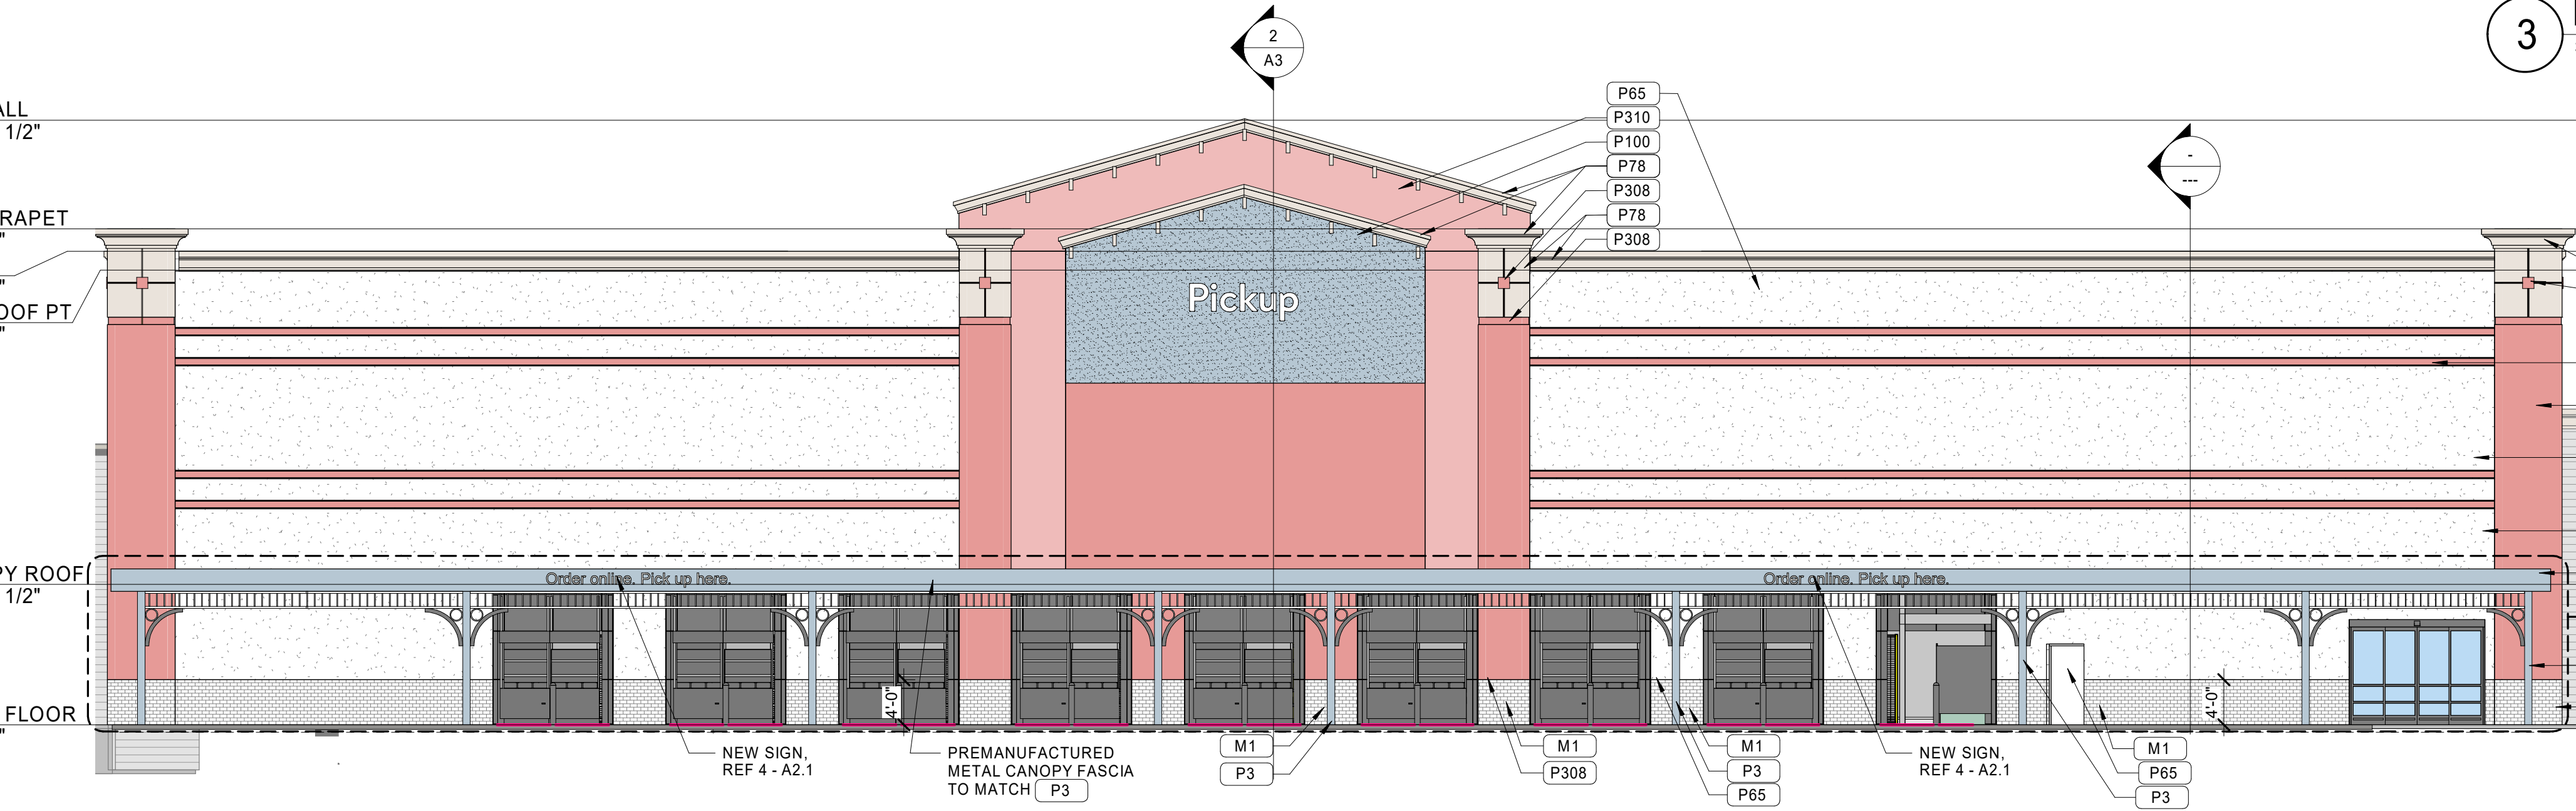 2
A3
3
ALL
1/2"
P65
P310
P100
P78
P308
P78
P308
-
---
RAPET
"
"
OOF PT
"
Pickup
PY ROOF
1/2"
Order online. Pick up here.
Order online. Pick up here.
4'-0"
4'-0"
FLOOR
"
NEW SIGN,
REF 4 - A2.1
PREMANUFACTURED
METAL CANOPY FASCIA
TO MATCH P3
M1
P3
M1
P308
M1
P3
P65
NEW SIGN,
REF 4 - A2.1
M1
P65
P3